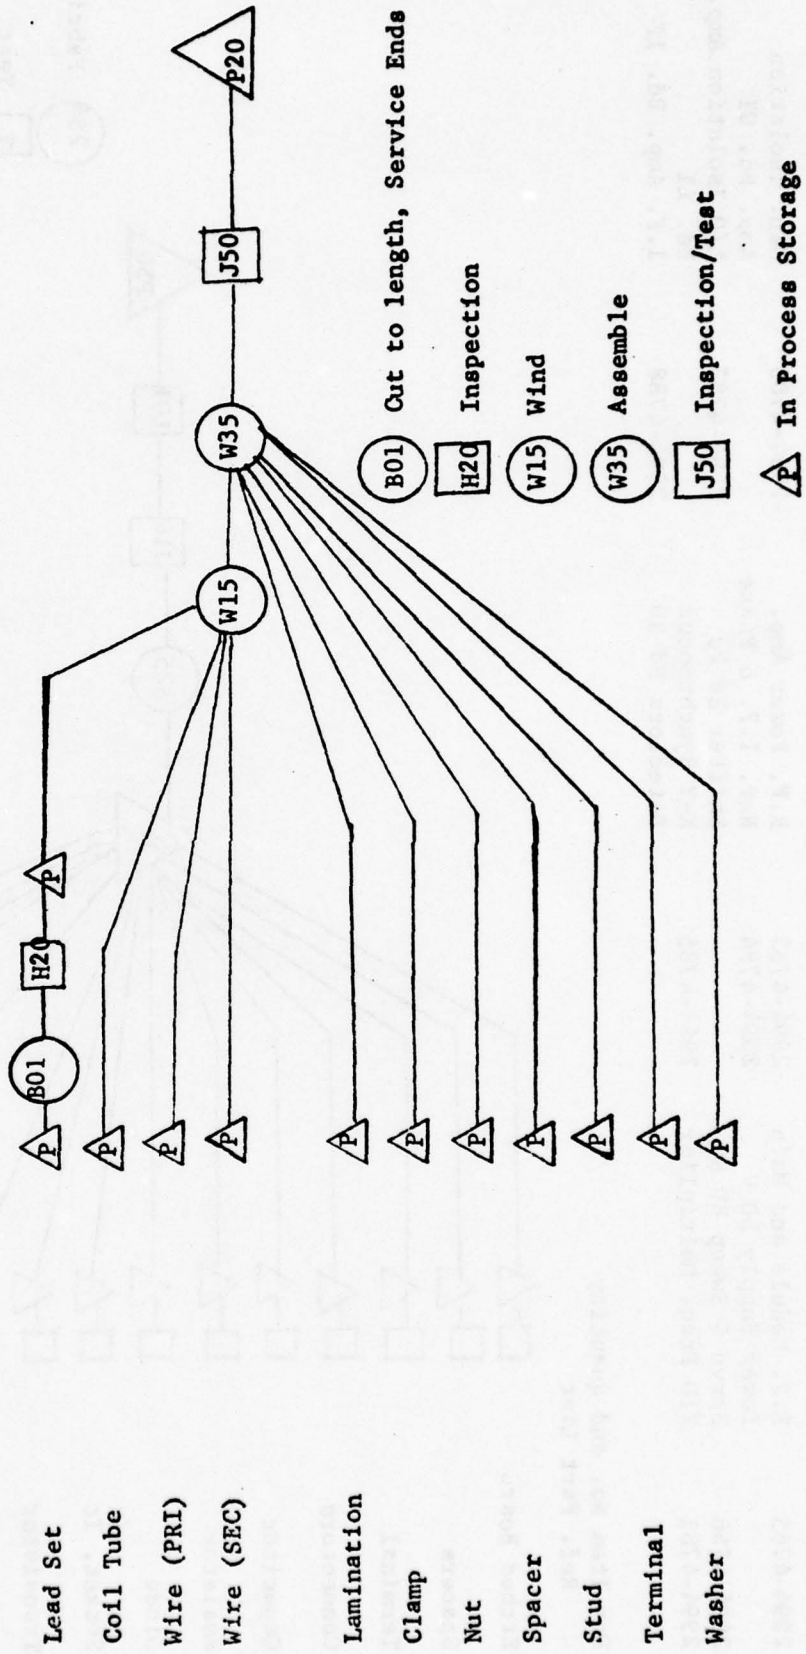 Lead Set
Coil Tube
Wire (PRI)
Wire (SEC)
Lamination
Clamp
Nut
Spacer
Stud
Terminal
Washer
P B01 H20 P
P
P
P W15 W35 J50 P20
P
P
P
P
P
P
P
B01 Cut to length, Service Ends
H20 Inspection
W15 Wind
W35 Assemble
J50 Inspection/Test
P In Process Storage